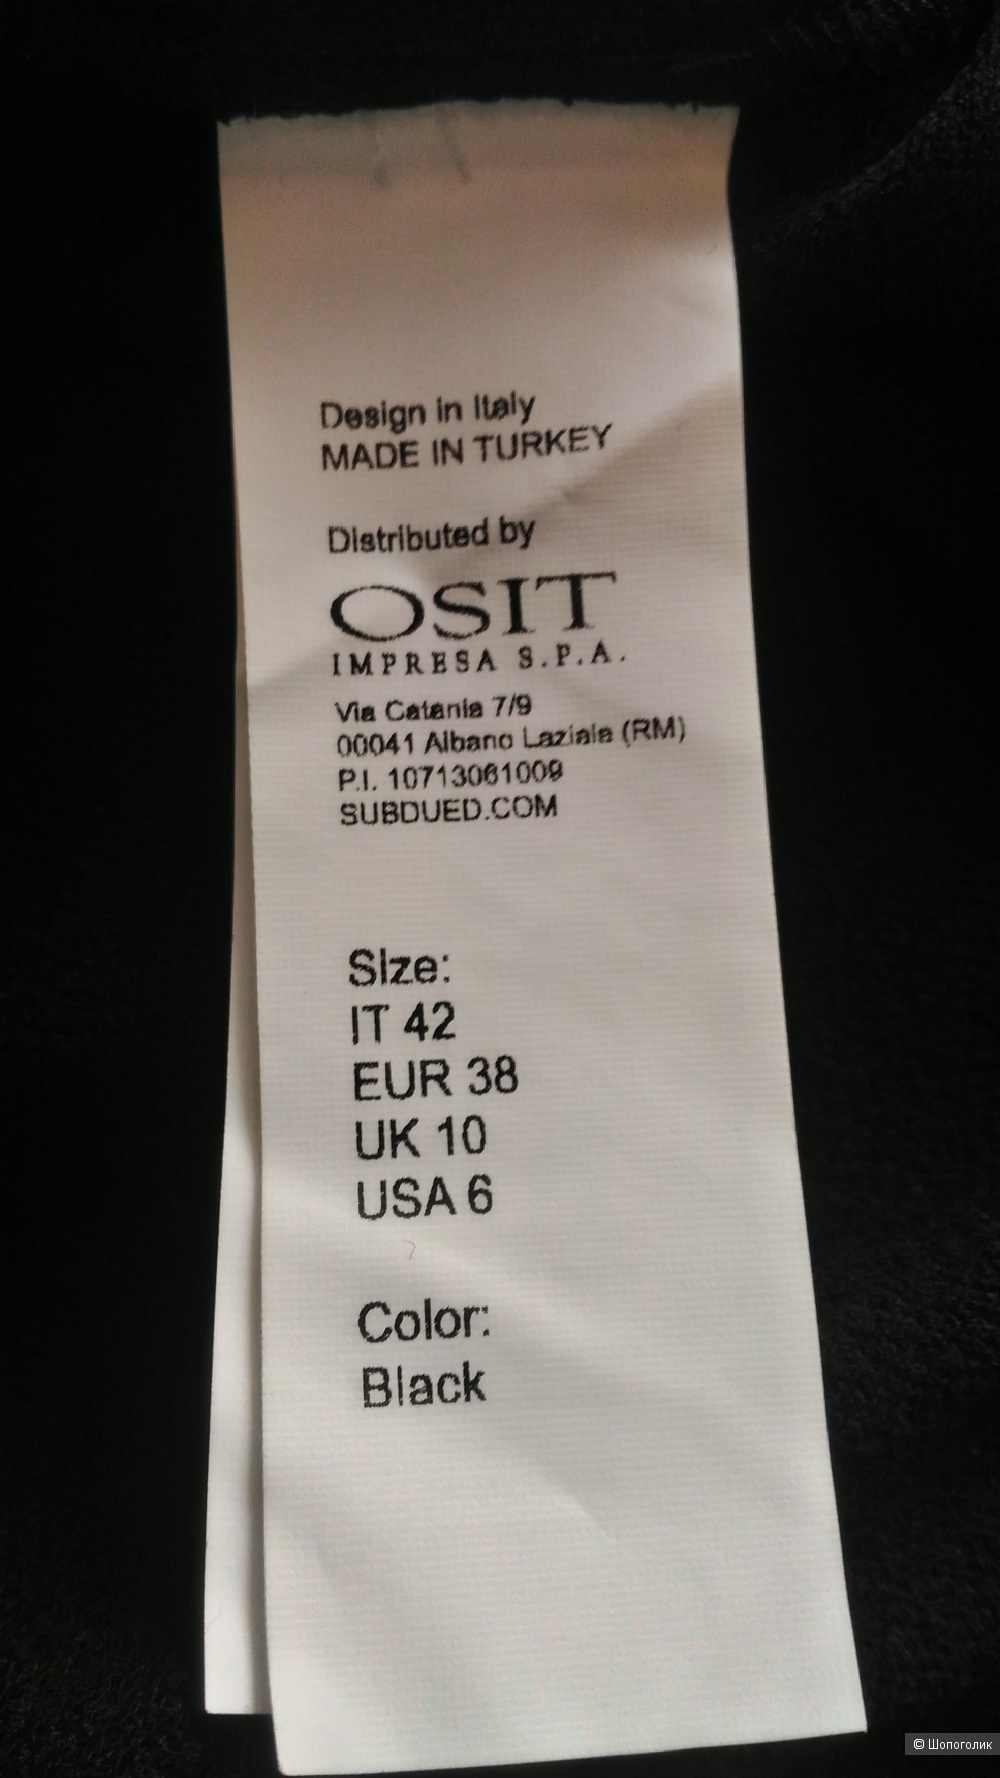 Design in Italy
MADE IN TURKEY
Distributed by
OSIT
IMPRESA S.P.A.
Via Catania 7/9
00041 Albano Laziale (RM)
P.I. 10713061009
SUBDUED.COM
Size:
IT 42
EUR 38
UK 10
USA 6
Color:
Black
© Шопоголик